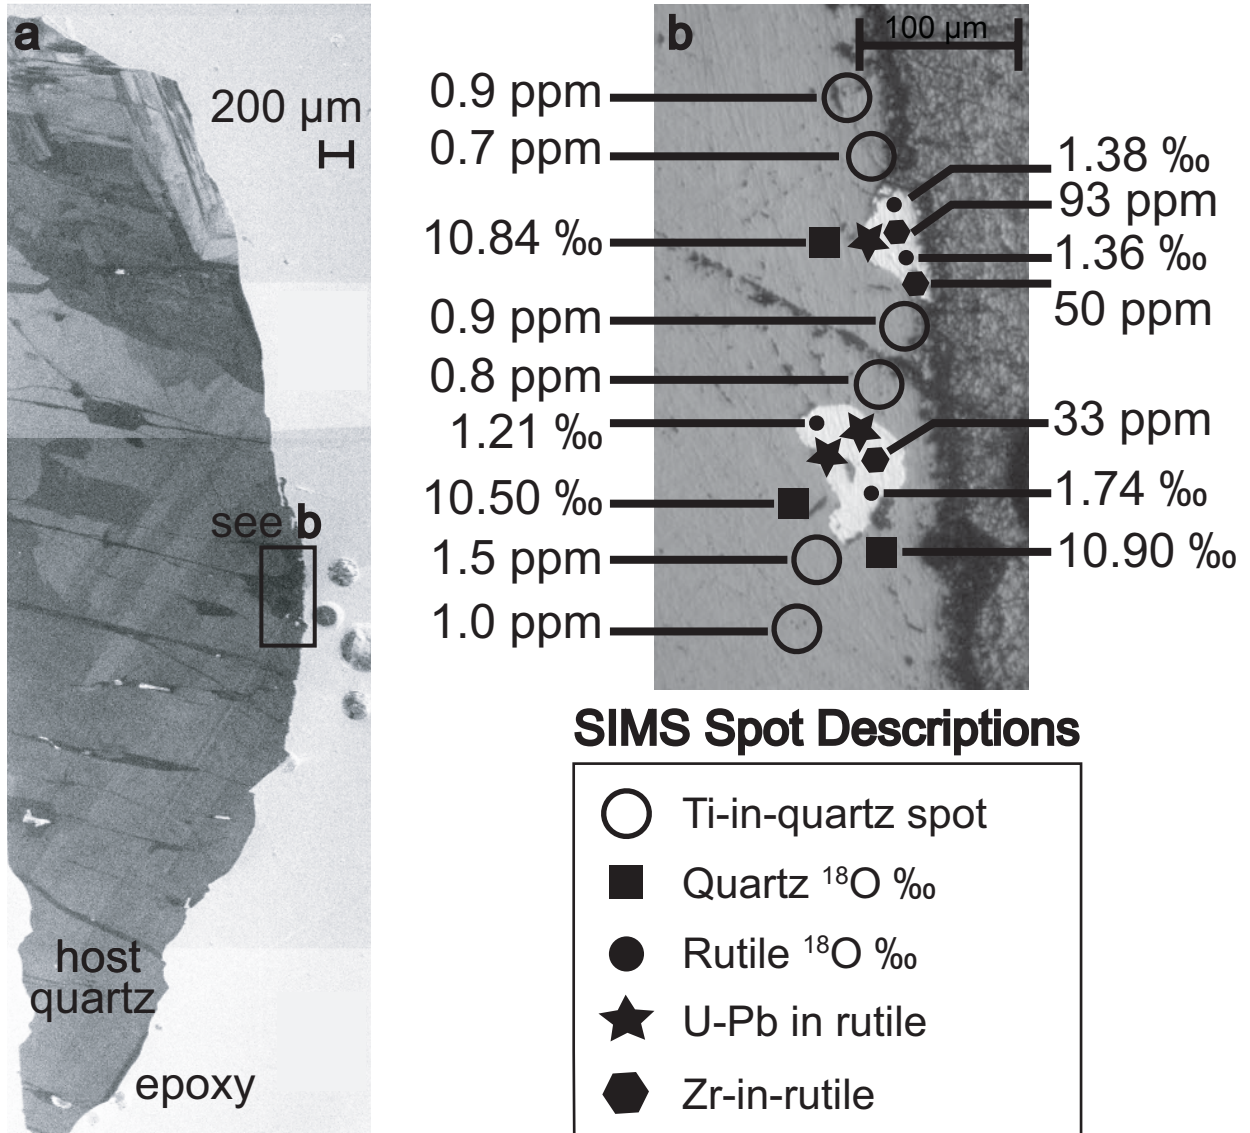 a
200 µm
see b
host
quartz
epoxy
b
100 µm
0.9 ppm
0.7 ppm
10.84 ‰
0.9 ppm
0.8 ppm
1.21 ‰
10.50 ‰
1.5 ppm
1.0 ppm
1.38 ‰
93 ppm
1.36 ‰
50 ppm
33 ppm
1.74 ‰
10.90 ‰
SIMS Spot Descriptions
Ti-in-quartz spot
Quartz ¹⁸O ‰
Rutile ¹⁸O ‰
U-Pb in rutile
Zr-in-rutile